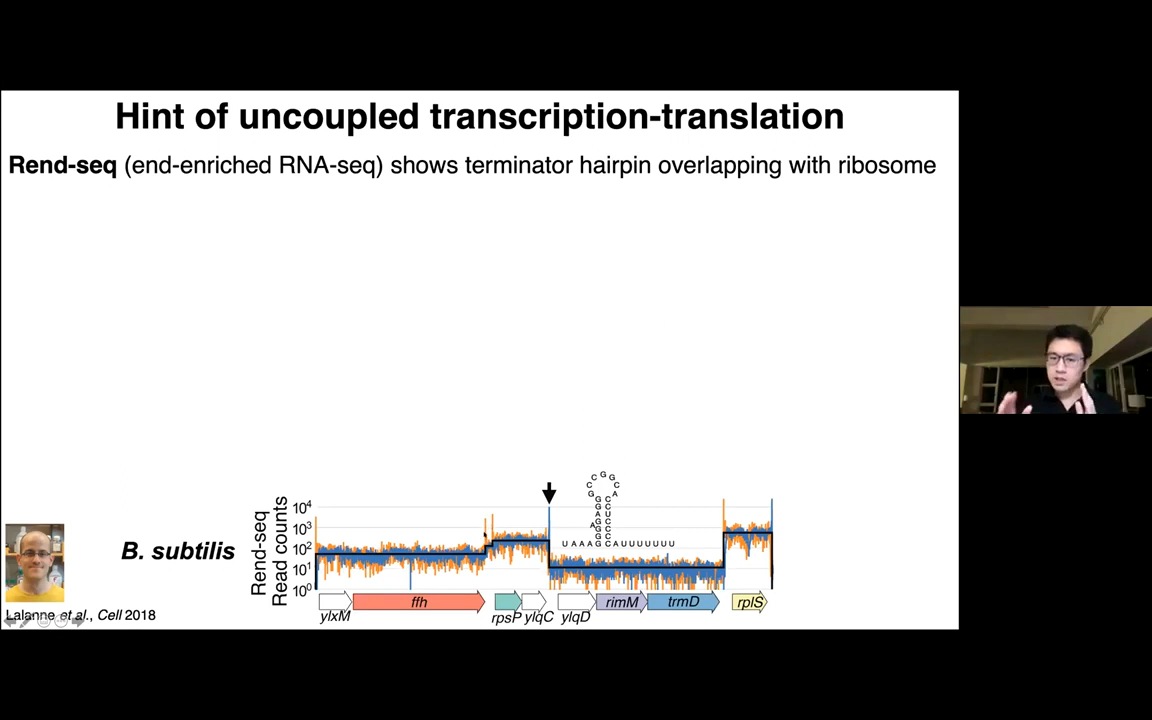 Hint of uncoupled transcription-translation
Rend-seq (end-enriched RNA-seq) shows terminator hairpin overlapping with ribosome
B. subtilis
Rend-seq
Read counts
10⁴
10³
10²
10¹
10⁰
UAAAG
CAUUUUUUU
ylxM
ffh
rpsP
ylqC
ylqD
rimM
trmD
rplS
Lalanne et al., Cell 2018